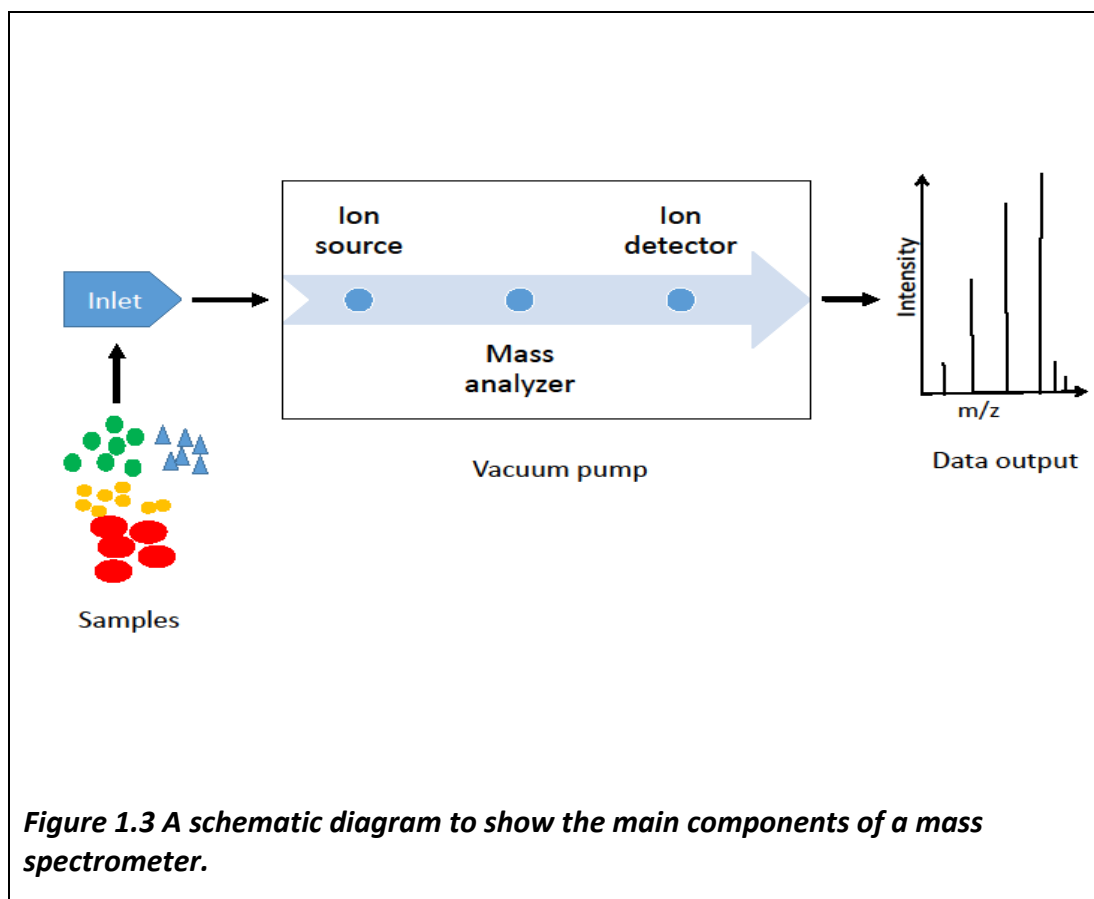 Ion
source
Ion
detector
Inlet
Mass
analyzer
Intensity
m/z
Samples
Vacuum pump
Data output
Figure 1.3 A schematic diagram to show the main components of a mass
spectrometer.